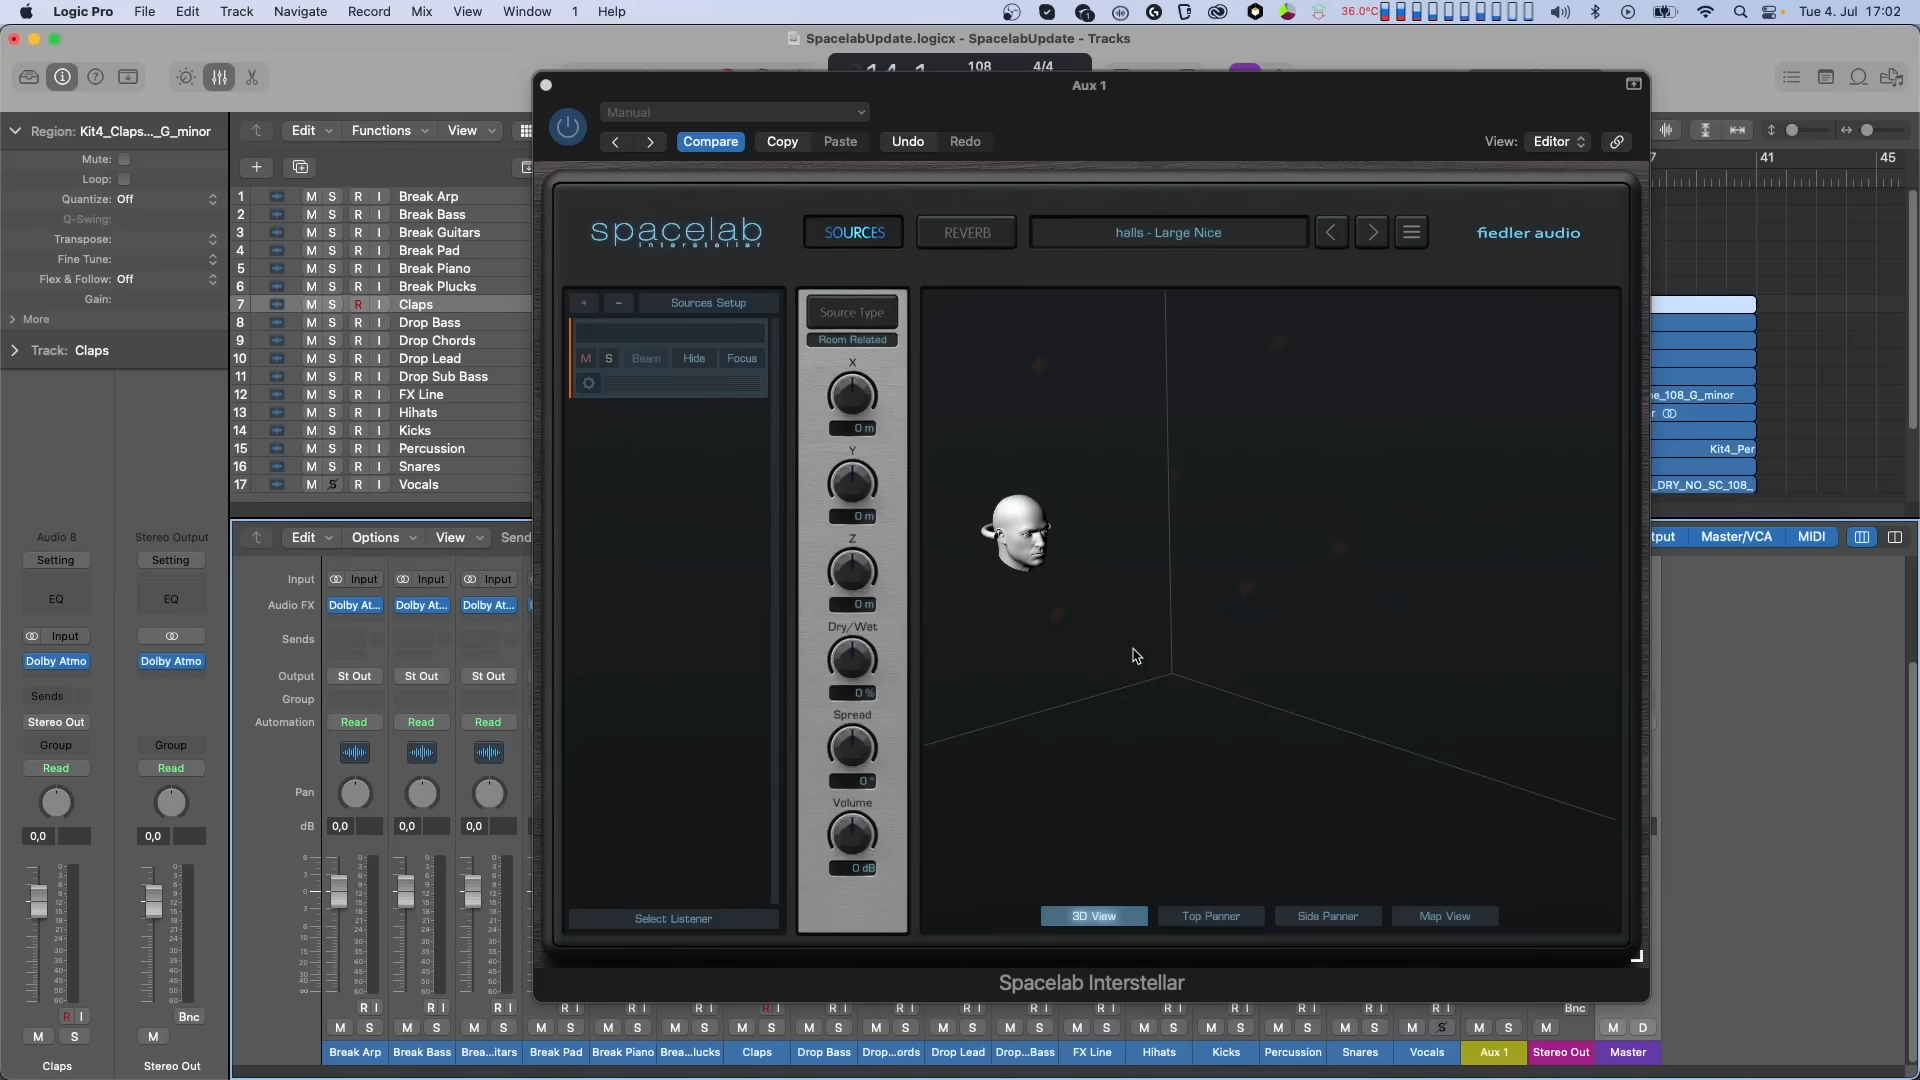 Logic Pro File Edit Track Navigate Record Mix View Window 1 Help
36.0°C Tue 4. Jul 17:02
SpacelabUpdate.logicx - SpacelabUpdate - Tracks
108 4/4
Aux 1
Manual
Compare Copy Paste Undo Redo View: Editor
Region: Kit4_Claps..._G_minor
Mute:
Loop:
Quantize: Off
Q-Swing:
Transpose:
Fine Tune:
Flex & Follow: Off
Gain:
More
Track: Claps
Edit Functions View
1 M S R I Break Arp
2 M S R I Break Bass
3 M S R I Break Guitars
4 M S R I Break Pad
5 M S R I Break Piano
6 M S R I Break Plucks
7 M S R I Claps
8 M S R I Drop Bass
9 M S R I Drop Chords
10 M S R I Drop Lead
11 M S R I Drop Sub Bass
12 M S R I FX Line
13 M S R I Hihats
14 M S R I Kicks
15 M S R I Percussion
16 M S R I Snares
17 M S R I Vocals
7 41 45
e_108_G_minor
Kit4_Per
_DRY_NO_SC_108_
spacelab
interstellar
SOURCES REVERB halls - Large Nice fiedler audio
+ - Sources Setup
M S Beam Hide Focus
Select Listener
Source Type
Room Related
X
0 m
Y
0 m
Z
0 m
Dry/Wet
0 %
Spread
0 °
Volume
0 dB
3D View Top Panner Side Panner Map View
Spacelab Interstellar
Edit Options View Send
tput Master/VCA MIDI
Audio 8 Stereo Output
Setting Setting
EQ EQ
Input
Dolby Atmo Dolby Atmo
Sends
Stereo Out
Group Group
Read Read
0,0 0,0
R I Bnc
M S M
Claps Stereo Out
Input Input Input Input
Audio FX Dolby At... Dolby At... Dolby At...
Sends
Output St Out St Out St Out
Group
Automation Read Read Read
Pan
dB 0,0 0,0 0,0
R I R I R I R I R I R I R I R I R I R I R I R I R I R I R I R I R I Bnc
M S M S M S M S M S M S M S M S M S M S M S M S M S M S M S M S M S M S M M D
Break Arp Break Bass Brea...itars Break Pad Break Piano Brea...lucks Claps Drop Bass Drop...ords Drop Lead Drop...Bass FX Line Hihats Kicks Percussion Snares Vocals Aux 1 Stereo Out Master